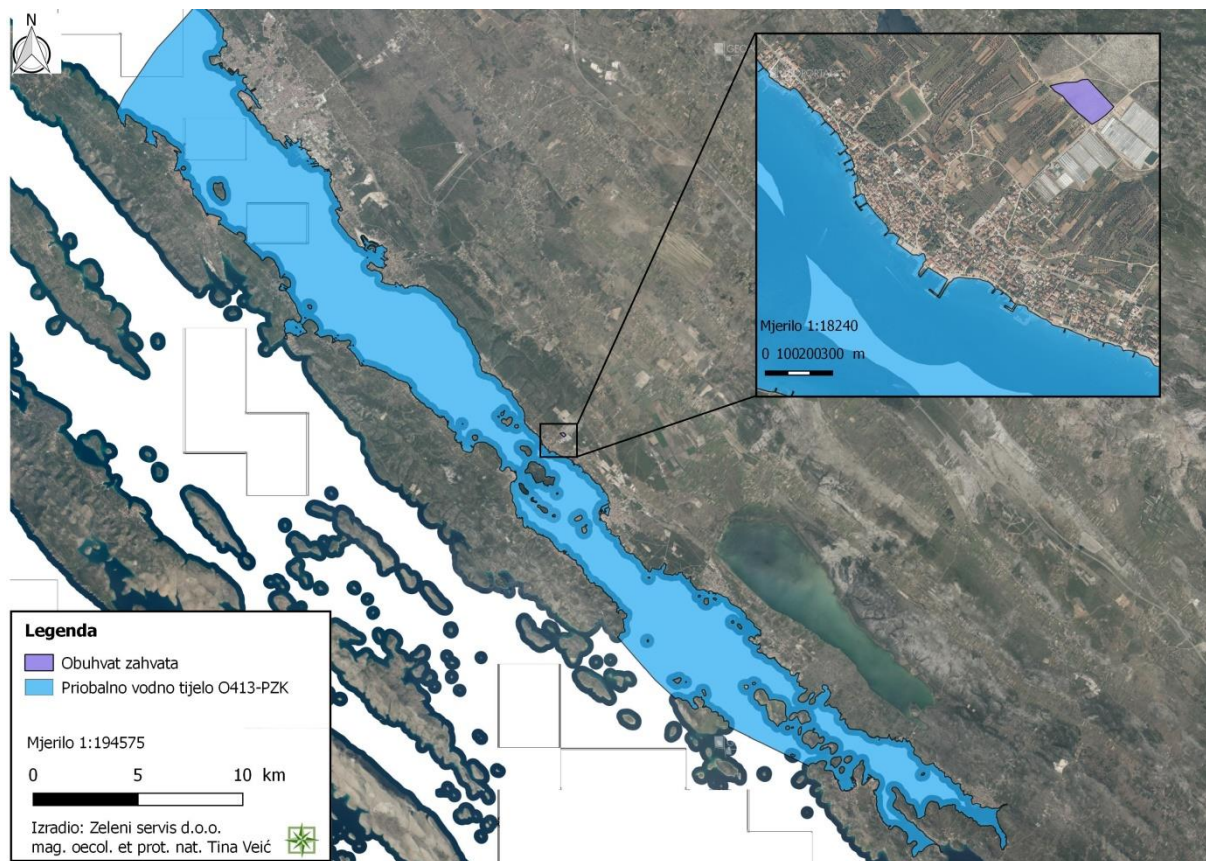 N
Mjerilo 1:18240
0 100200300 m
Legenda
Obuhvat zahvata
Priobalno vodno tijelo O413-PZK
Mjerilo 1:194575
0 5 10 km
Izradio: Zeleni servis d.o.o.
mag. oecol. et prot. nat. Tina Veić